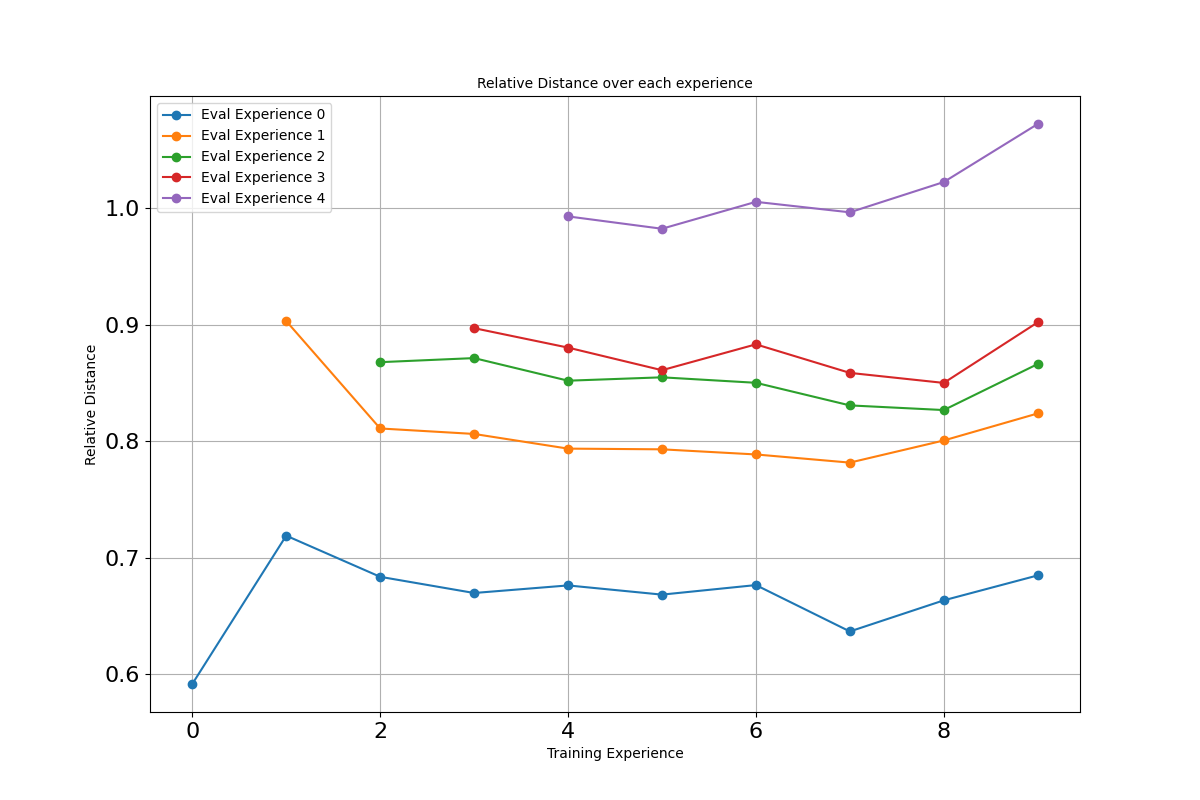 Relative Distance over each experience
Eval Experience 0
Eval Experience 1
Eval Experience 2
Eval Experience 3
Eval Experience 4
1.0
0.9
0.8
0.7
0.6
Relative Distance
0 2 4 6 8
Training Experience